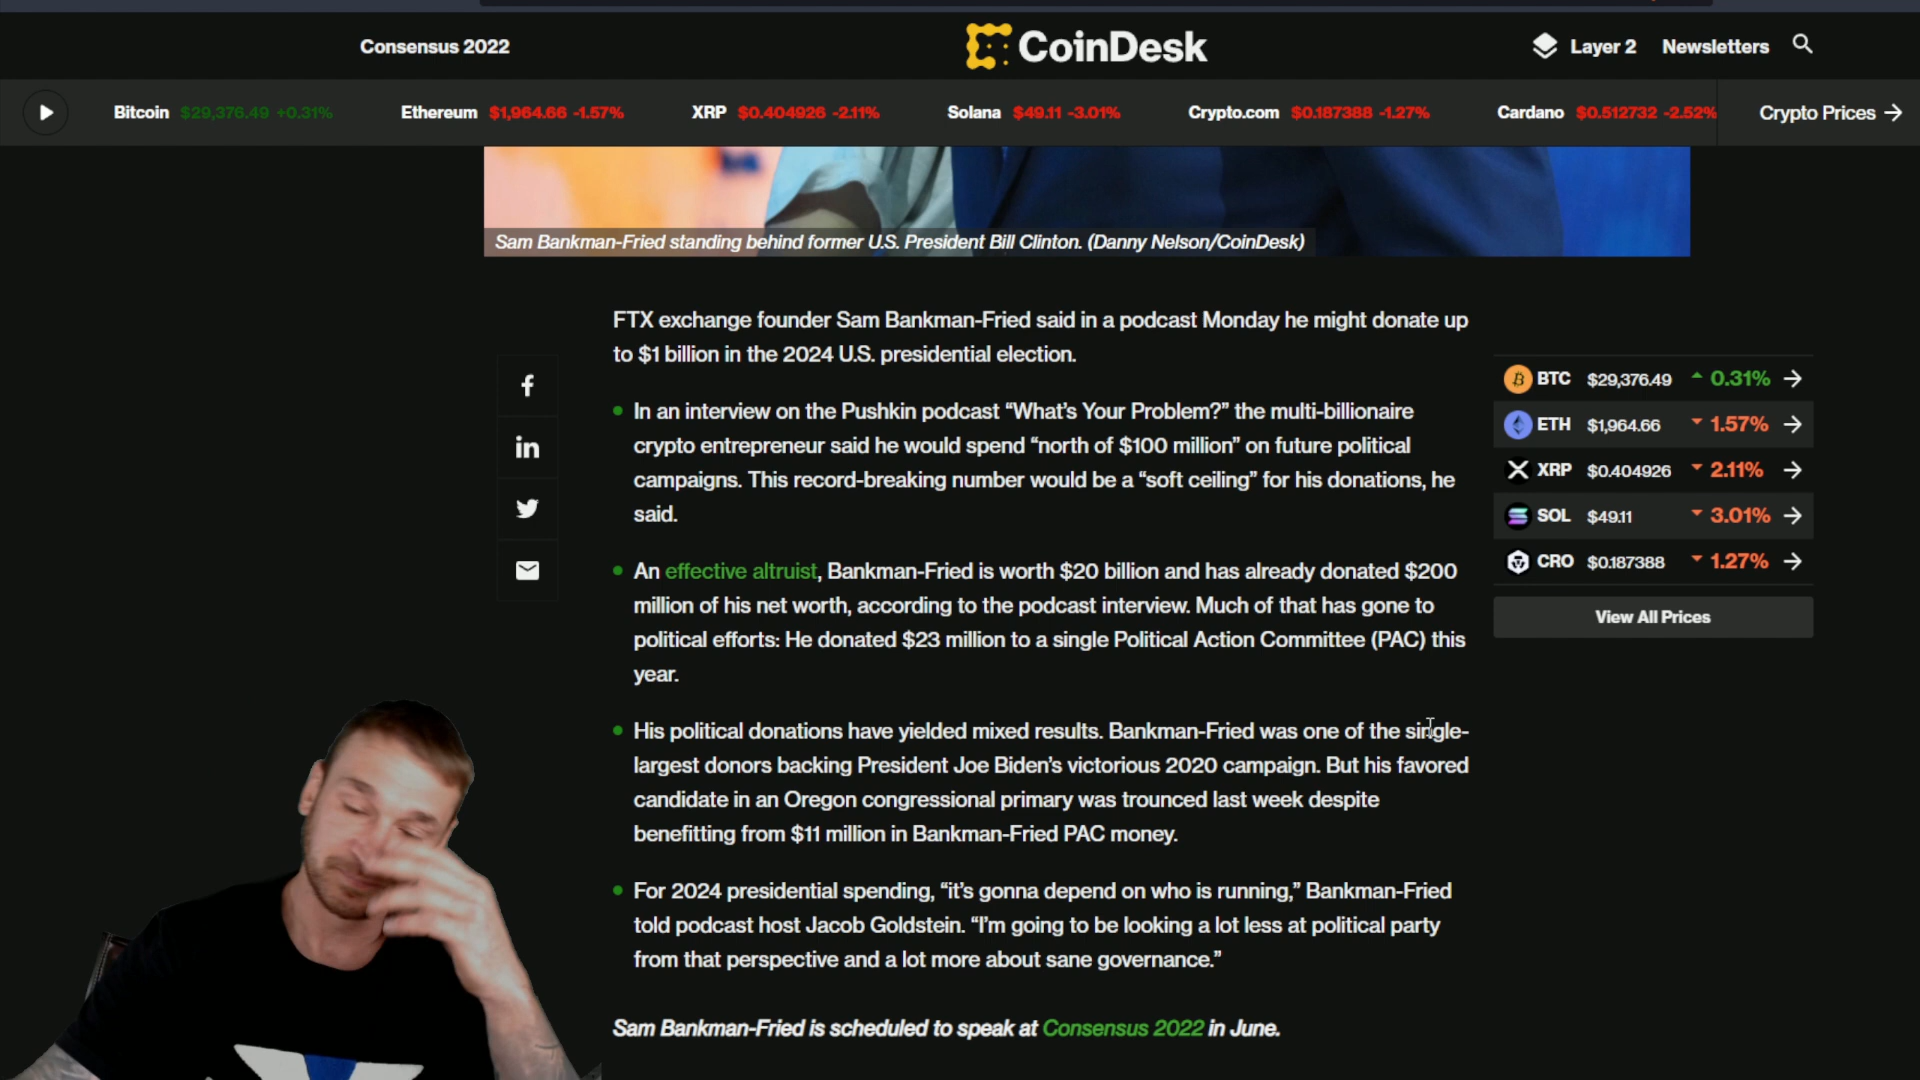 Consensus 2022
CoinDesk
Layer 2
Newsletters
Bitcoin $29,376.49 +0.31%
Ethereum $1,964.66 -1.57%
XRP $0.404926 -2.11%
Solana $49.11 -3.01%
Crypto.com $0.187388 -1.27%
Cardano $0.512732 -2.52%
Crypto Prices
Sam Bankman-Fried standing behind former U.S. President Bill Clinton. (Danny Nelson/CoinDesk)
FTX exchange founder Sam Bankman-Fried said in a podcast Monday he might donate up
to $1 billion in the 2024 U.S. presidential election.
In an interview on the Pushkin podcast “What’s Your Problem?” the multi-billionaire
crypto entrepreneur said he would spend “north of $100 million” on future political
campaigns. This record-breaking number would be a “soft ceiling” for his donations, he
said.
An effective altruist, Bankman-Fried is worth $20 billion and has already donated $200
million of his net worth, according to the podcast interview. Much of that has gone to
political efforts: He donated $23 million to a single Political Action Committee (PAC) this
year.
His political donations have yielded mixed results. Bankman-Fried was one of the single-
largest donors backing President Joe Biden’s victorious 2020 campaign. But his favored
candidate in an Oregon congressional primary was trounced last week despite
benefitting from $11 million in Bankman-Fried PAC money.
For 2024 presidential spending, “it’s gonna depend on who is running,” Bankman-Fried
told podcast host Jacob Goldstein. “I’m going to be looking a lot less at political party
from that perspective and a lot more about sane governance.”
Sam Bankman-Fried is scheduled to speak at Consensus 2022 in June.
BTC $29,376.49 0.31%
ETH $1,964.66 1.57%
XRP $0.404926 2.11%
SOL $49.11 3.01%
CRO $0.187388 1.27%
View All Prices